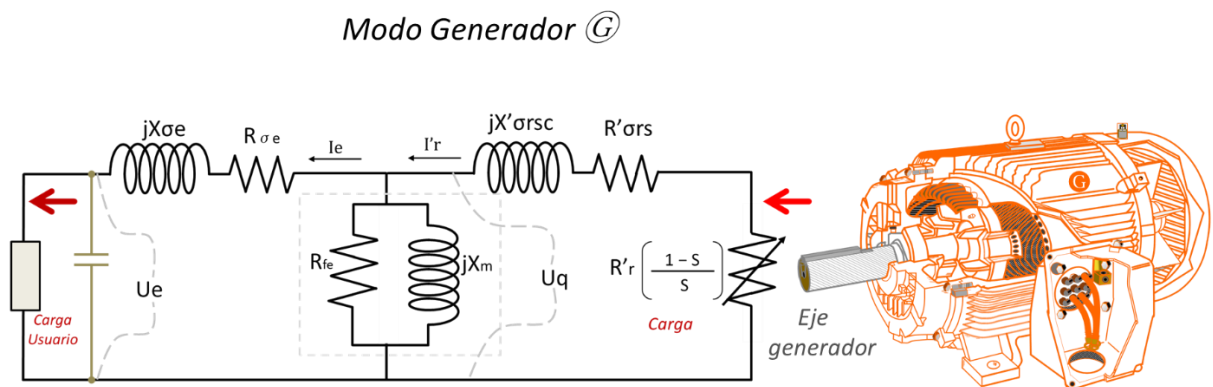 Modo Generador Ⓖ
jXσe
R σ e
Ie
I'r
jX'σrsc
R'σrs
Ue
Rfe
jXm
Uq
R'r ( 1 - S / S )
Carga
Usuario
Carga
Eje
generador
G